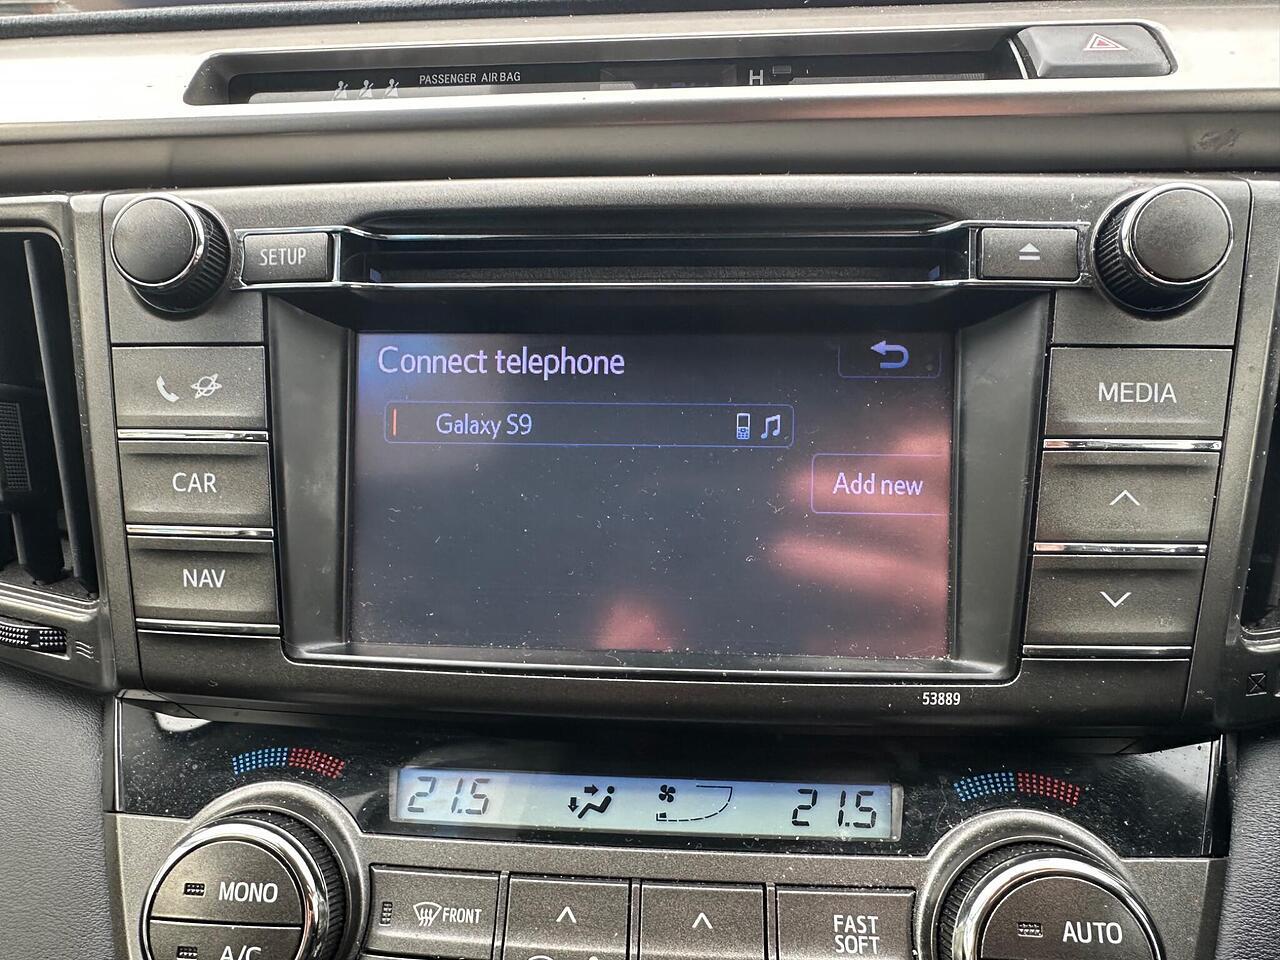 PASSENGER AIR BAG
H
SETUP
Connect telephone
Galaxy S9
Add new
MEDIA
CAR
NAV
53889
21.5
21.5
MONO
A/C
FRONT
FAST
SOFT
AUTO